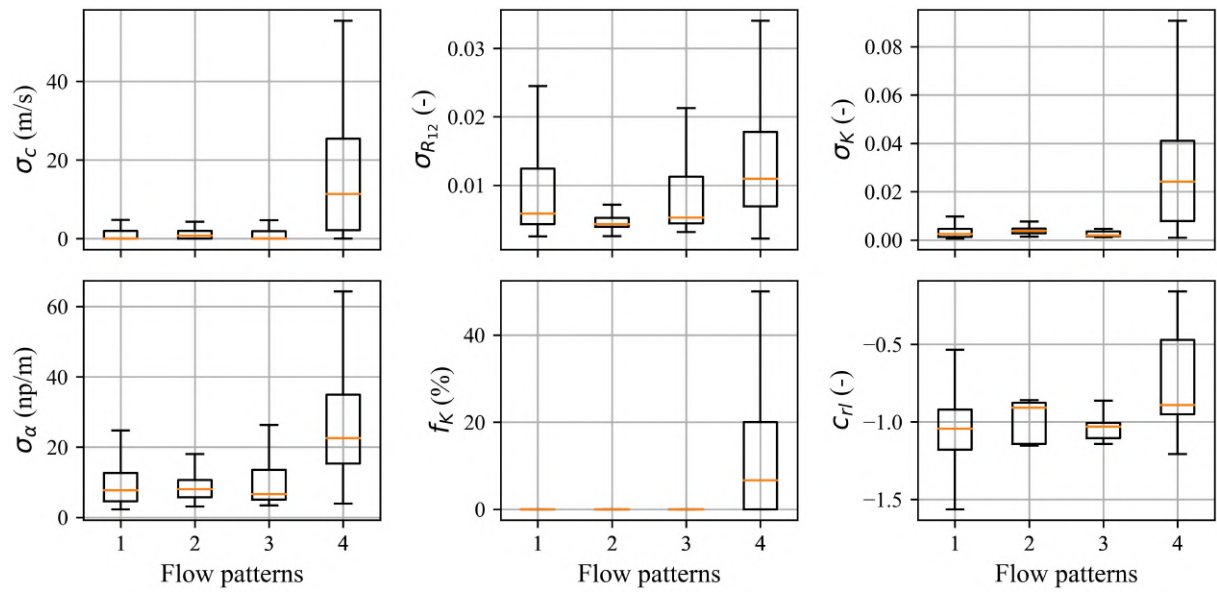 σc (m/s)
40
20
0
σR12 (-)
0.03
0.02
0.01
σK (-)
0.08
0.06
0.04
0.02
0.00
σα (np/m)
60
40
20
0
1 2 3 4
Flow patterns
fK (%)
40
20
0
1 2 3 4
Flow patterns
crl (-)
−0.5
−1.0
−1.5
1 2 3 4
Flow patterns